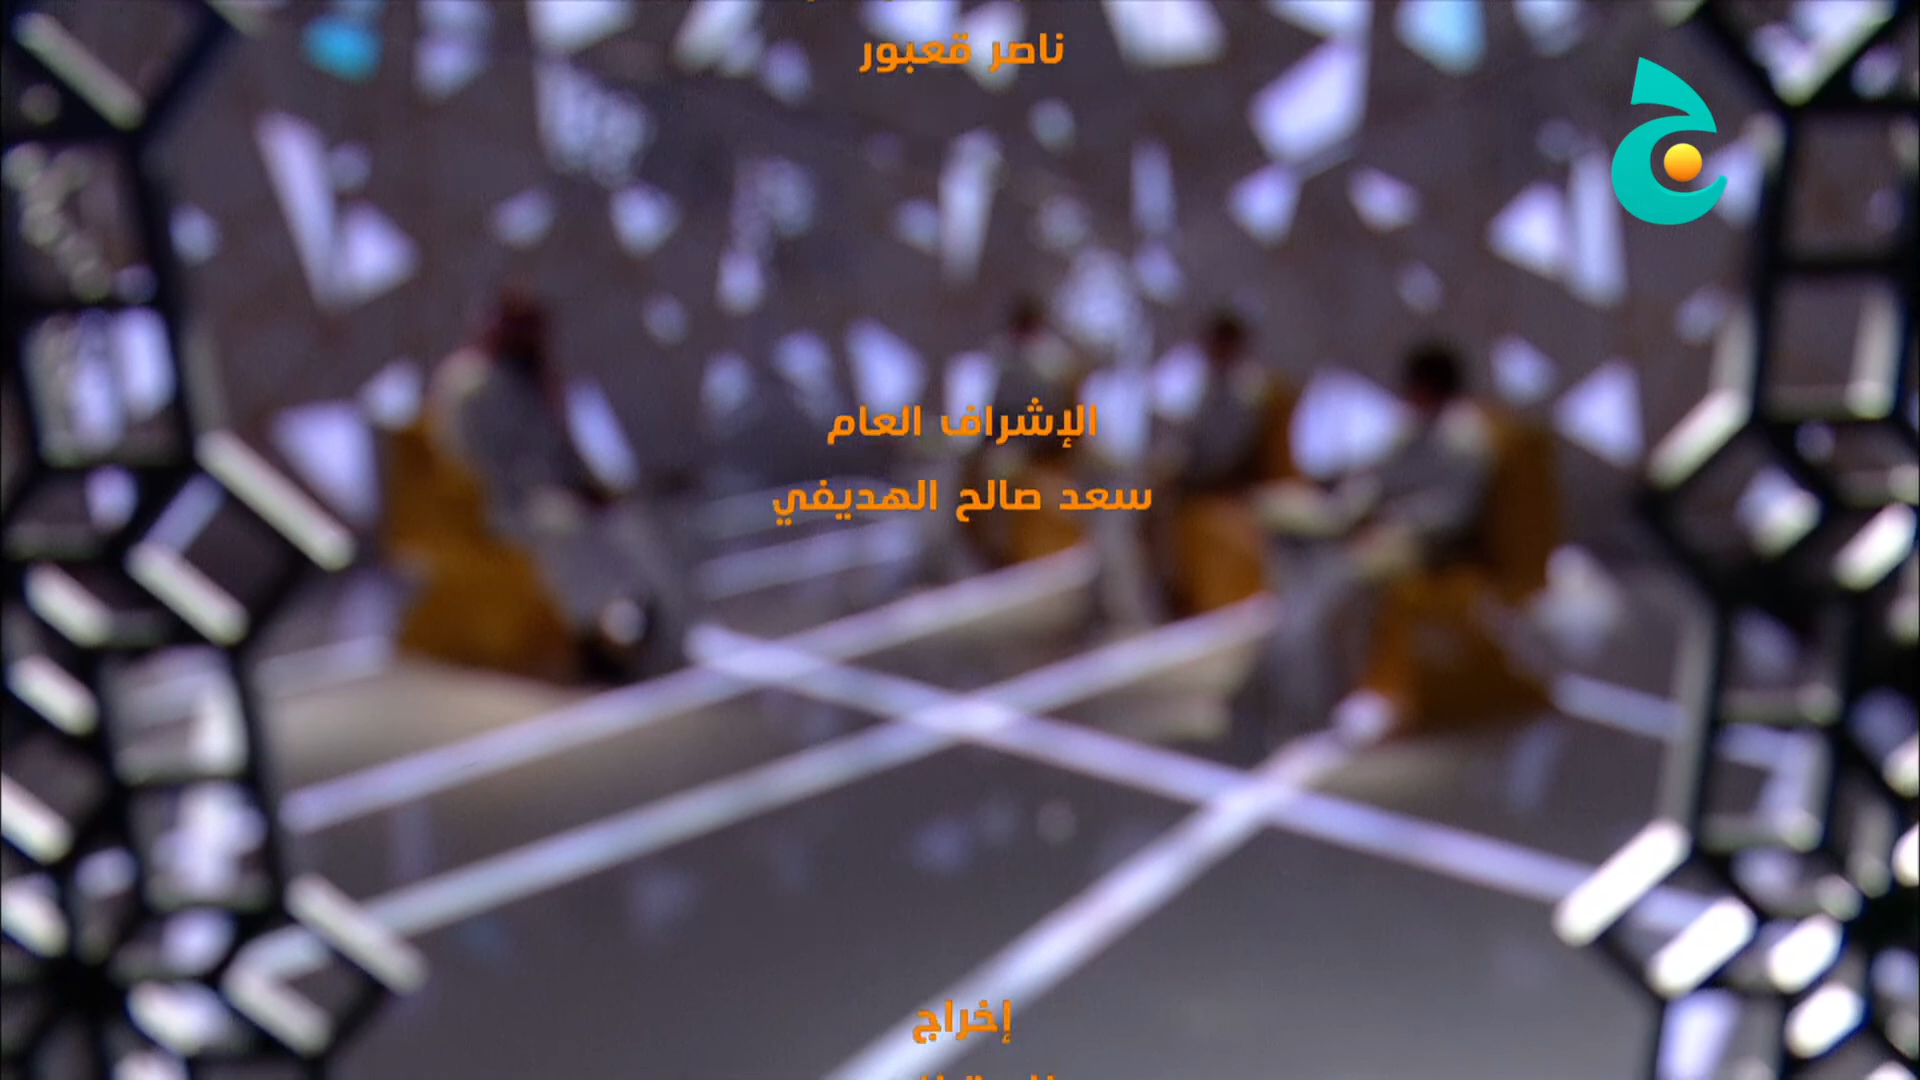 ناصر قعبور
الإشراف العام
سعد صالح الهديفي
إخراج